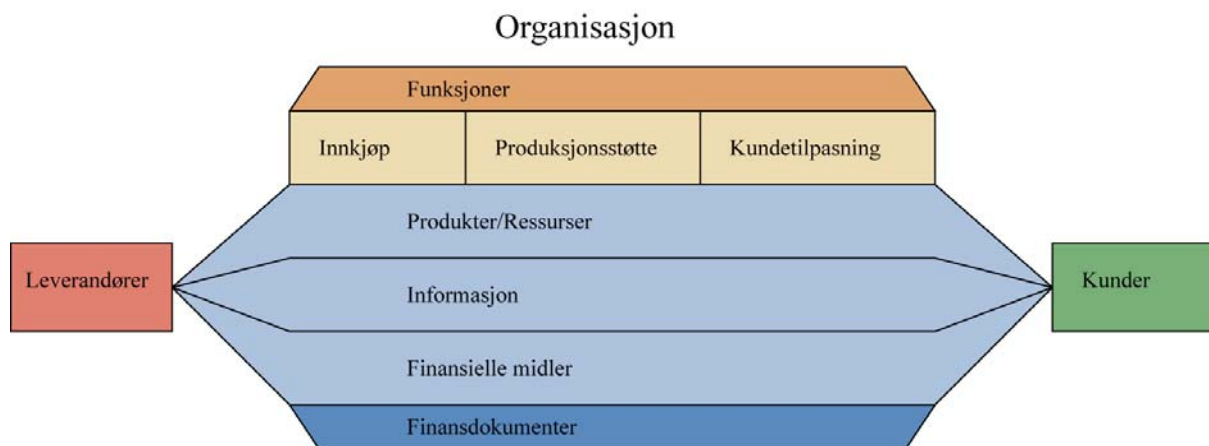 Organisasjon
Funksjoner
Innkjøp
Produksjonsstøtte
Kundetilpasning
Produkter/Ressurser
Leverandører
Informasjon
Kunder
Finansielle midler
Finansdokumenter